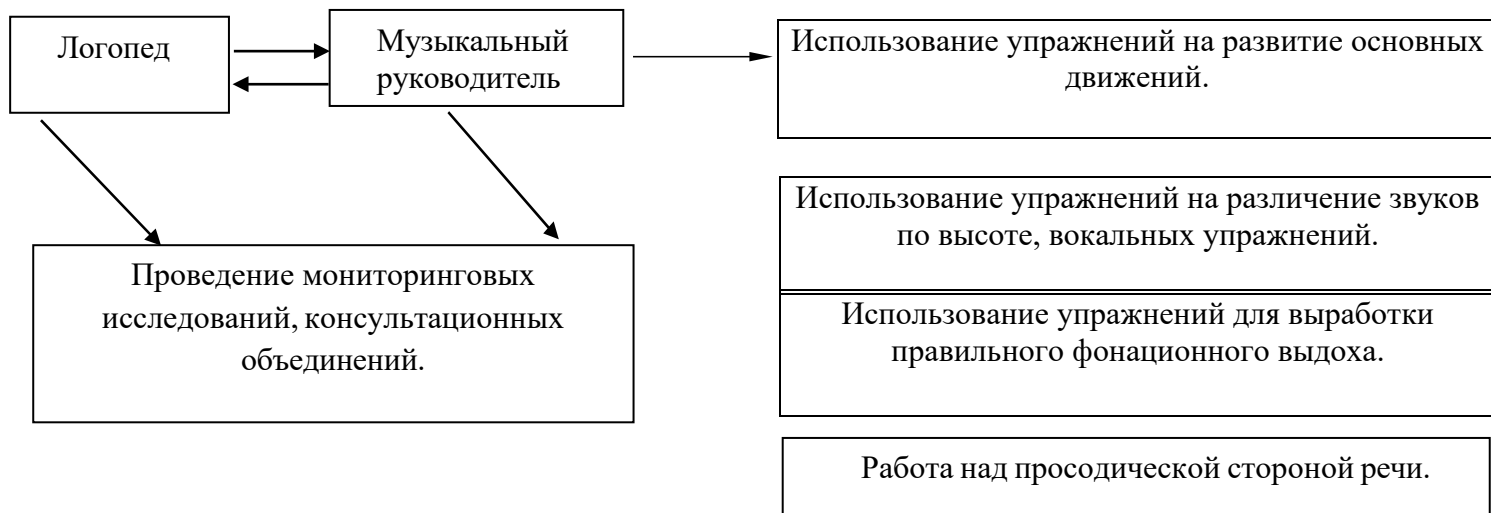 Логопед
Музыкальный
руководитель
Использование упражнений на развитие основных
движений.
Использование упражнений на различение звуков
по высоте, вокальных упражнений.
Проведение мониторинговых
исследований, консультационных
объединений.
Использование упражнений для выработки
правильного фонационного выдоха.
Работа над просодической стороной речи.